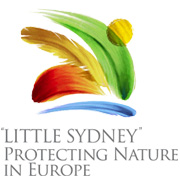 "LITTLE SYDNEY"
PROTECTING NATURE
IN EUROPE